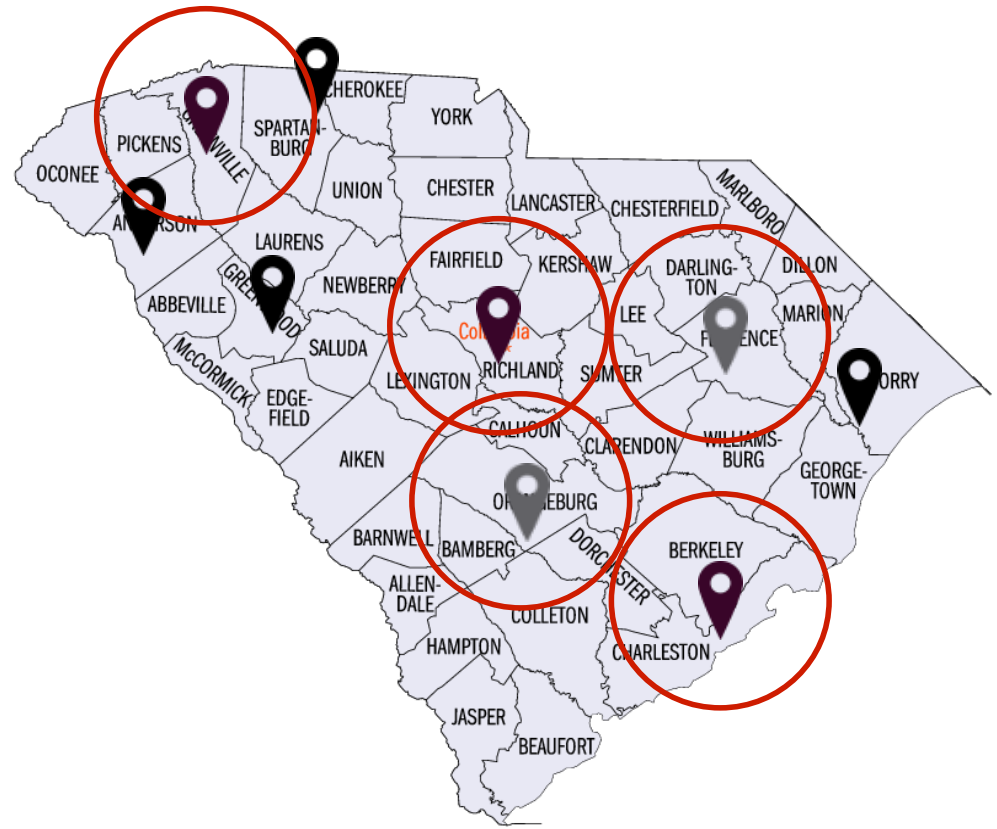 CHEROKEE
YORK
SPARTAN-
BURG
PICKENS
OCONEE
UNION
CHESTER
LANCASTER
CHESTERFIELD
MARLBORO
LAURENS
FAIRFIELD
KERSHAW
DARLING-
TON
DILLON
NEWBERRY
ABBEVILLE
LEE
MARION
SALUDA
McCORMICK
LEXINGTON
RICHLAND
SUMTER
EDGE-
FIELD
CALHOUN
CLARENDON
WILLIAMS-
BURG
AIKEN
GEORGE-
TOWN
BARNWELL
BAMBERG
DORCHESTER
BERKELEY
ALLEN-
DALE
COLLETON
HAMPTON
CHARLESTON
JASPER
BEAUFORT